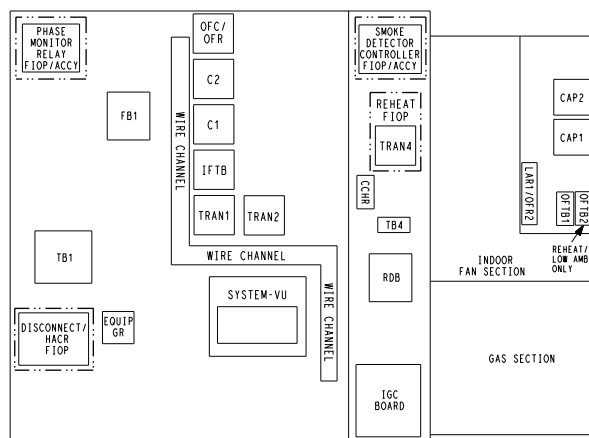 PHASE
MONITOR
RELAY
FIOP/ACCY
OFC/
OFR
SMOKE
DETECTOR
CONTROLLER
FIOP/ACCY
C2
CAP2
FB1
WIRE CHANNEL
C1
REHEAT
FIOP
TRAN4
CAP1
IFTB
CCHR
LAR1/OFR2
OFTB1
OFTB2
TRAN1
TRAN2
TB4
TB1
WIRE CHANNEL
RDB
INDOOR
FAN SECTION
REHEAT/
LOW AMB
ONLY
SYSTEM-VU
WIRE CHANNEL
DISCONNECT/
HACR
FIOP
EQUIP
GR
GAS SECTION
IGC
BOARD